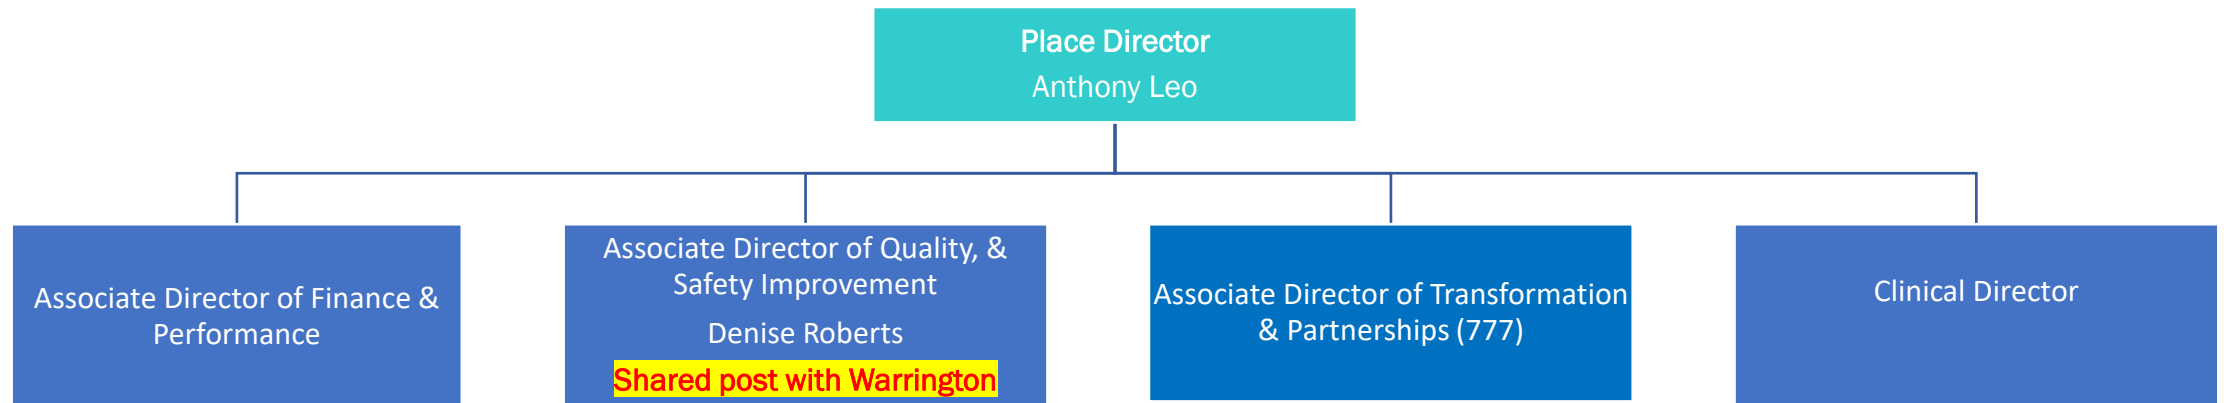 Place Director
Anthony Leo
Associate Director of Finance &
Performance
Associate Director of Quality, &
Safety Improvement
Denise Roberts
Shared post with Warrington
Associate Director of Transformation
& Partnerships (777)
Clinical Director